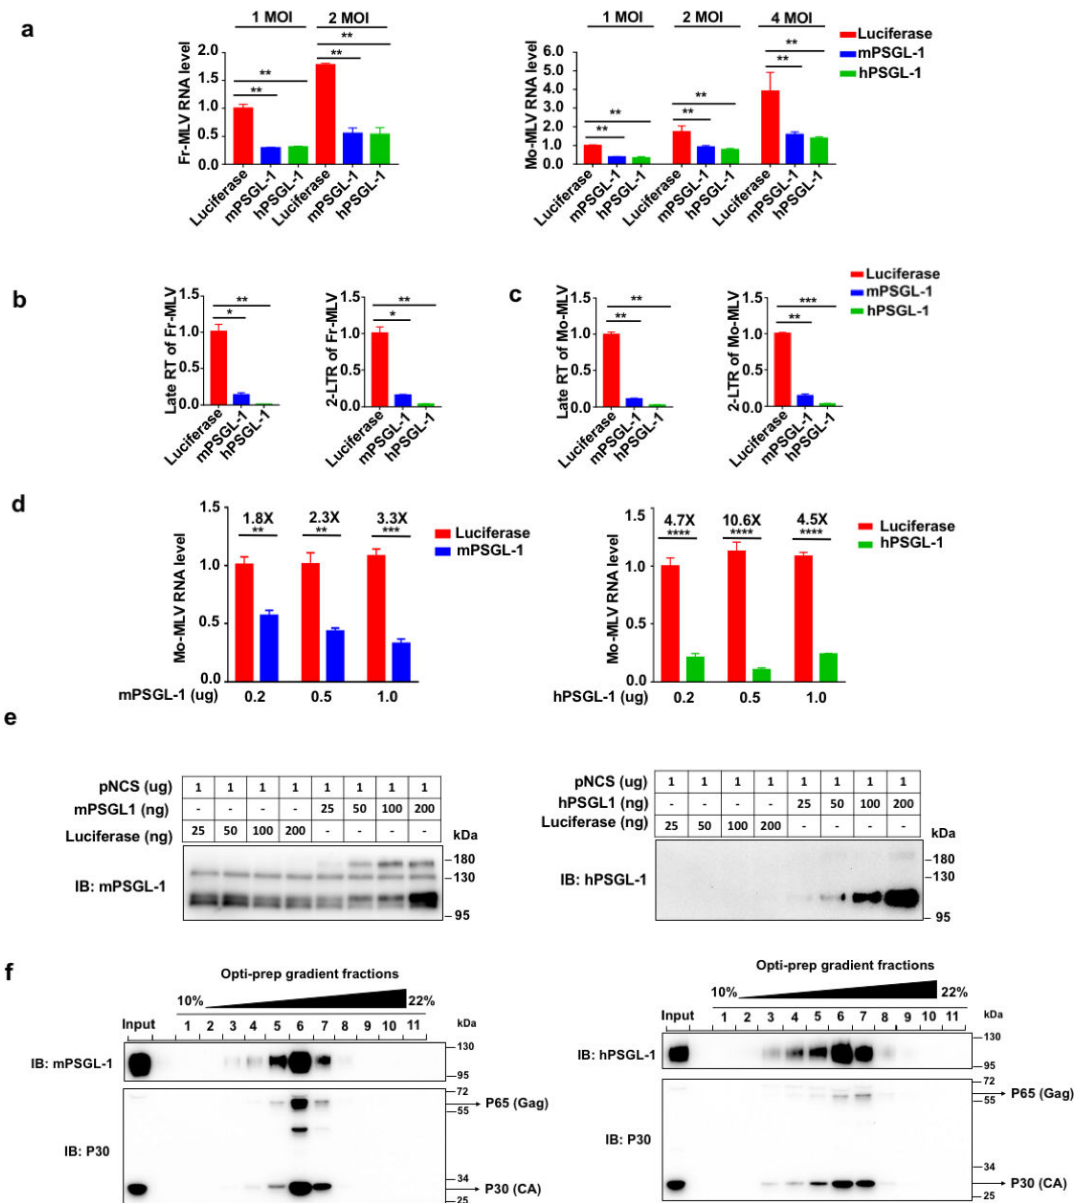 a
1 MOI 2 MOI
** **
** **
Fr-MLV RNA level
2.0
1.5
1.0
0.5
0.0
Luciferase mPSGL-1 hPSGL-1 Luciferase mPSGL-1 hPSGL-1
1 MOI 2 MOI 4 MOI
** ** **
** ** **
Mo-MLV RNA level
6.0
5.0
4.0
3.0
2.0
1.0
0.0
Luciferase mPSGL-1 hPSGL-1 Luciferase mPSGL-1 hPSGL-1 Luciferase mPSGL-1 hPSGL-1
Luciferase
mPSGL-1
hPSGL-1
b
Late RT of Fr-MLV
1.5
1.0
0.5
0.0
**
*
Luciferase mPSGL-1 hPSGL-1
2-LTR of Fr-MLV
1.5
1.0
0.5
0.0
**
*
Luciferase mPSGL-1 hPSGL-1
c
Late RT of Mo-MLV
1.5
1.0
0.5
0.0
**
**
Luciferase mPSGL-1 hPSGL-1
2-LTR of Mo-MLV
1.5
1.0
0.5
0.0
***
**
Luciferase mPSGL-1 hPSGL-1
Luciferase
mPSGL-1
hPSGL-1
d
Mo-MLV RNA level
1.5
1.0
0.5
0.0
1.8X 2.3X 3.3X
** ** ***
Luciferase
mPSGL-1
mPSGL-1 (ug) 0.2 0.5 1.0
Mo-MLV RNA level
1.5
1.0
0.5
0.0
4.7X 10.6X 4.5X
**** **** ****
Luciferase
hPSGL-1
hPSGL-1 (ug) 0.2 0.5 1.0
e
pNCS (ug) 1 1 1 1 1 1 1 1
mPSGL1 (ng) - - - - 25 50 100 200
Luciferase (ng) 25 50 100 200 - - - -
kDa
180
130
95
IB: mPSGL-1
pNCS (ug) 1 1 1 1 1 1 1 1
hPSGL1 (ng) - - - - 25 50 100 200
Luciferase (ng) 25 50 100 200 - - - -
kDa
180
130
95
IB: hPSGL-1
f
Opti-prep gradient fractions
10% 22%
Input 1 2 3 4 5 6 7 8 9 10 11 kDa
IB: mPSGL-1
130
95
72
55
P65 (Gag)
IB: P30
34
25
P30 (CA)
Opti-prep gradient fractions
10% 22%
Input 1 2 3 4 5 6 7 8 9 10 11 kDa
IB: hPSGL-1
130
95
72
55
P65 (Gag)
IB: P30
34
25
P30 (CA)